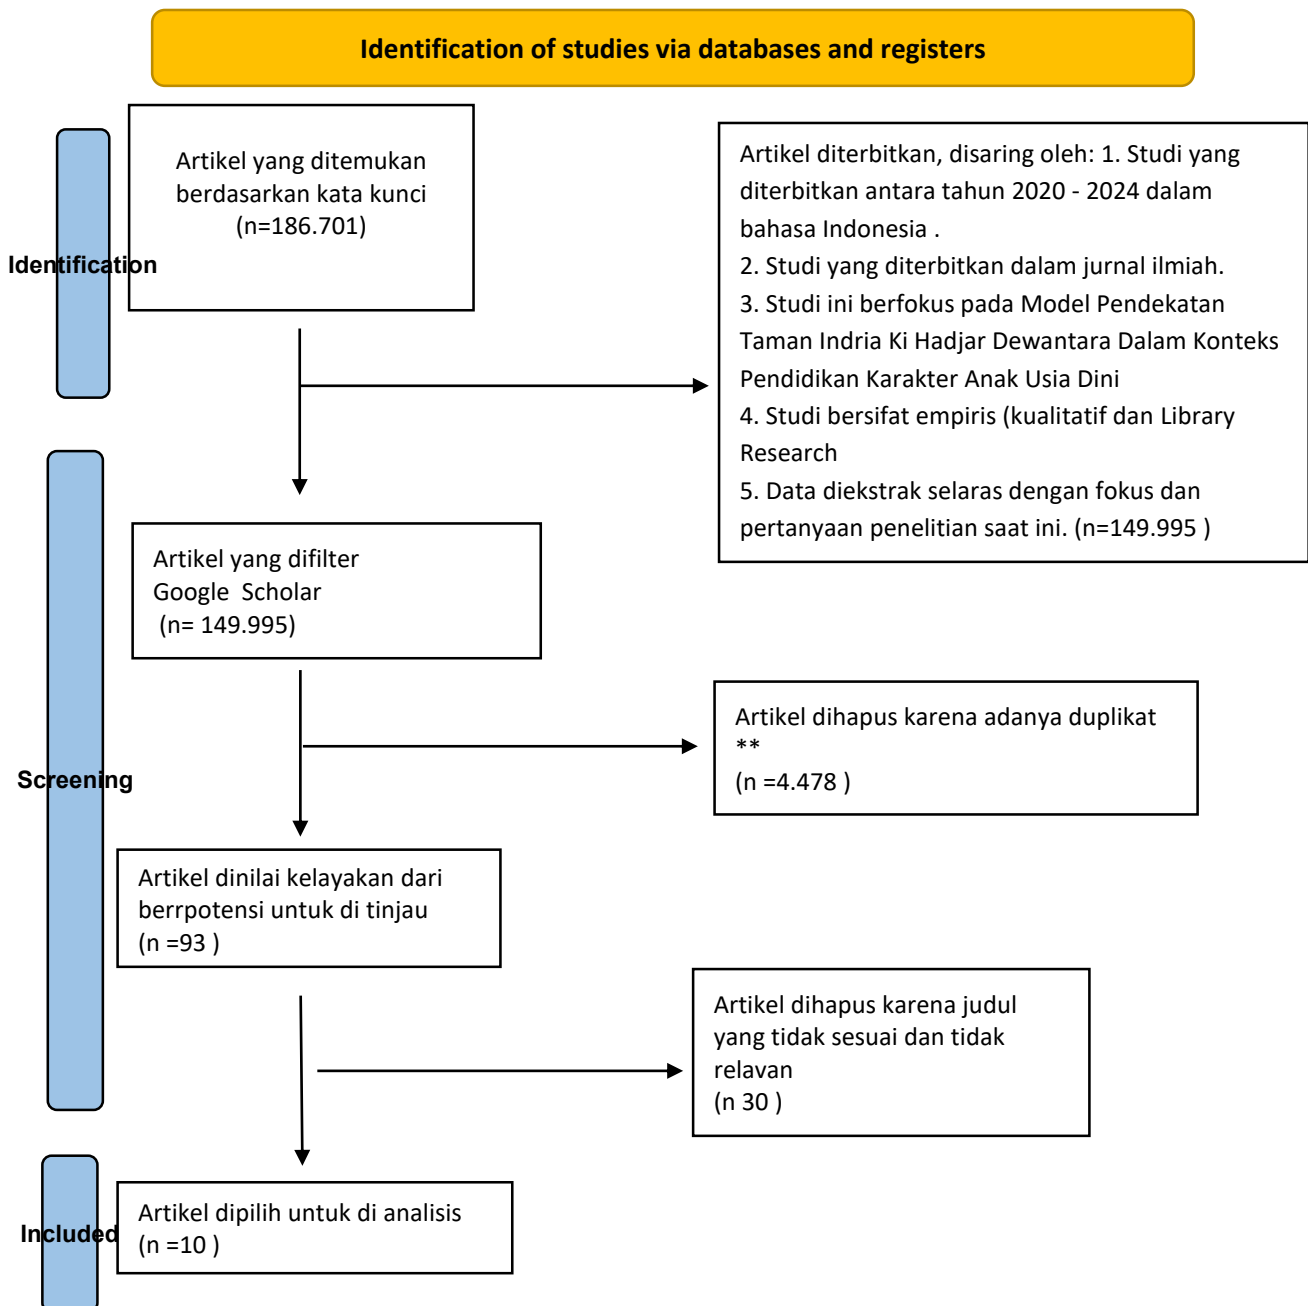 Identification of studies via databases and registers
Identification
Artikel yang ditemukan
berdasarkan kata kunci
(n=186.701)
Artikel diterbitkan, disaring oleh: 1. Studi yang
diterbitkan antara tahun 2020 - 2024 dalam
bahasa Indonesia .
2. Studi yang diterbitkan dalam jurnal ilmiah.
3. Studi ini berfokus pada Model Pendekatan
Taman Indria Ki Hadjar Dewantara Dalam Konteks
Pendidikan Karakter Anak Usia Dini
4. Studi bersifat empiris (kualitatif dan Library
Research
5. Data diekstrak selaras dengan fokus dan
pertanyaan penelitian saat ini. (n=149.995 )
Screening
Artikel yang difilter
Google  Scholar
(n= 149.995)
Artikel dihapus karena adanya duplikat
**
(n =4.478 )
Artikel dinilai kelayakan dari
berrpotensi untuk di tinjau
(n =93 )
Artikel dihapus karena judul
yang tidak sesuai dan tidak
relavan
(n 30 )
Included
Artikel dipilih untuk di analisis
(n =10 )